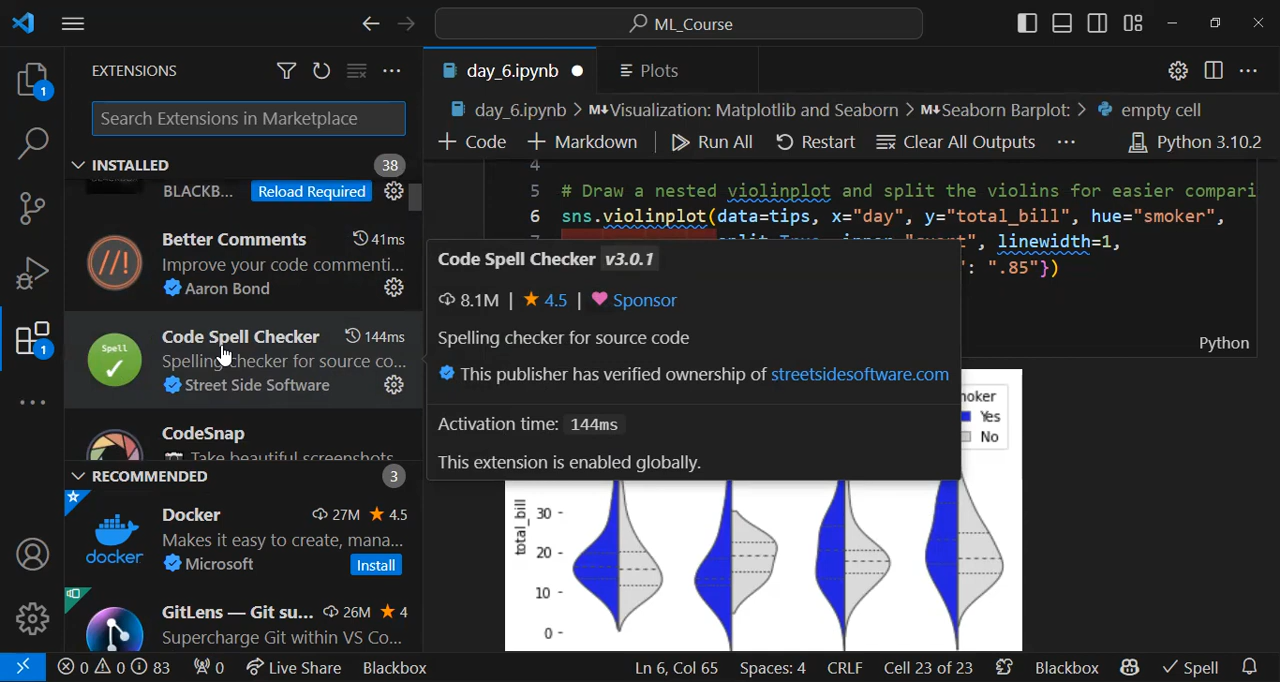 ML_Course
EXTENSIONS
Search Extensions in Marketplace
INSTALLED 38
BLACKB... Reload Required
Better Comments 41ms
Improve your code commenti...
Aaron Bond
Spell
Code Spell Checker 144ms
Spelling checker for source co...
Street Side Software
CodeSnap
Take beautiful screenshots
RECOMMENDED 3
Docker 27M 4.5
Makes it easy to create, mana...
docker
Microsoft Install
GitLens — Git su... 26M 4
Supercharge Git within VS Co...
1
1
day_6.ipynb Plots
day_6.ipynb > M↓Visualization: Matplotlib and Seaborn > M↓Seaborn Barplot: > empty cell
+ Code + Markdown | Run All Restart Clear All Outputs ... Python 3.10.2
4
5 # Draw a nested violinplot and split the violins for easier compari
6 sns.violinplot(data=tips, x="day", y="total_bill", hue="smoker",
linewidth=1,
": ".85"})
Python
Code Spell Checker v3.0.1
8.1M | 4.5 | Sponsor
Spelling checker for source code
This publisher has verified ownership of streetsidesoftware.com
Activation time: 144ms
This extension is enabled globally.
moker
Yes
No
total_bill
30
20
10
0
0 0 83 0 Live Share Blackbox Ln 6, Col 65 Spaces: 4 CRLF Cell 23 of 23 Blackbox Spell